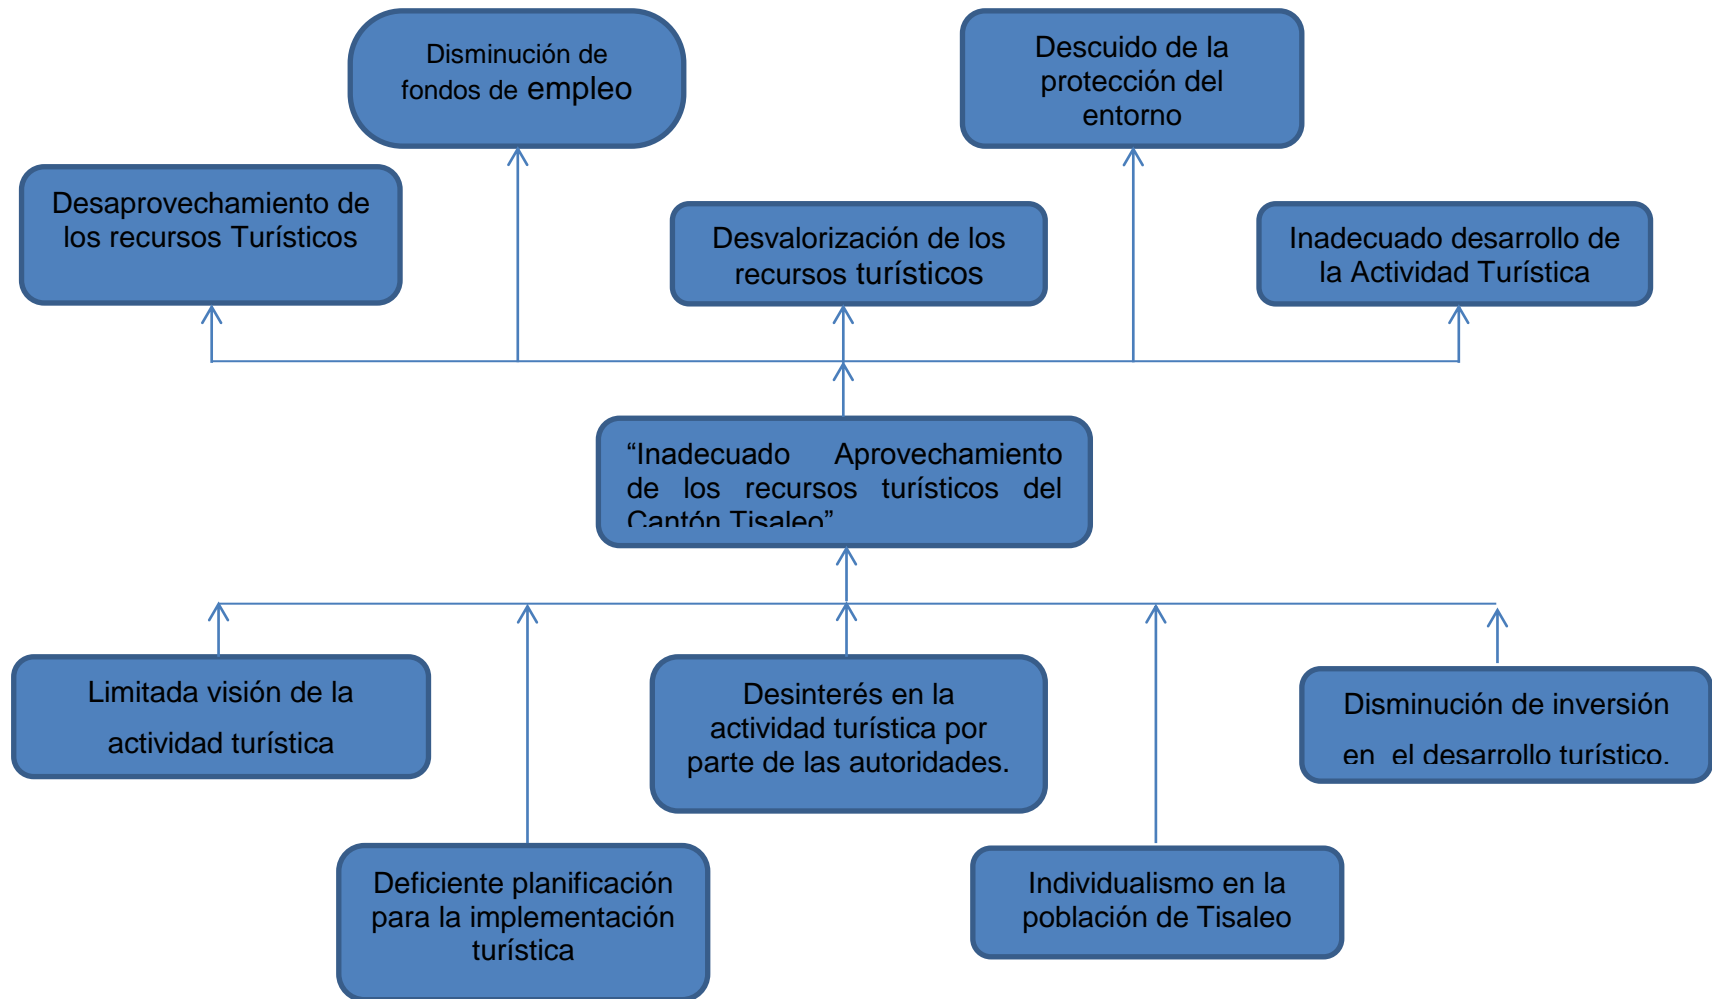 Disminución de
fondos de empleo
Descuido de la
protección del
entorno
Desaprovechamiento de
los recursos Turísticos
Desvalorización de los
recursos turísticos
Inadecuado desarrollo de
la Actividad Turística
“Inadecuado Aprovechamiento
de los recursos turísticos del
Cantón Tisaleo”
Limitada visión de la
actividad turística
Desinterés en la
actividad turística por
parte de las autoridades.
Disminución de inversión
en el desarrollo turístico.
Deficiente planificación
para la implementación
turística
Individualismo en la
población de Tisaleo